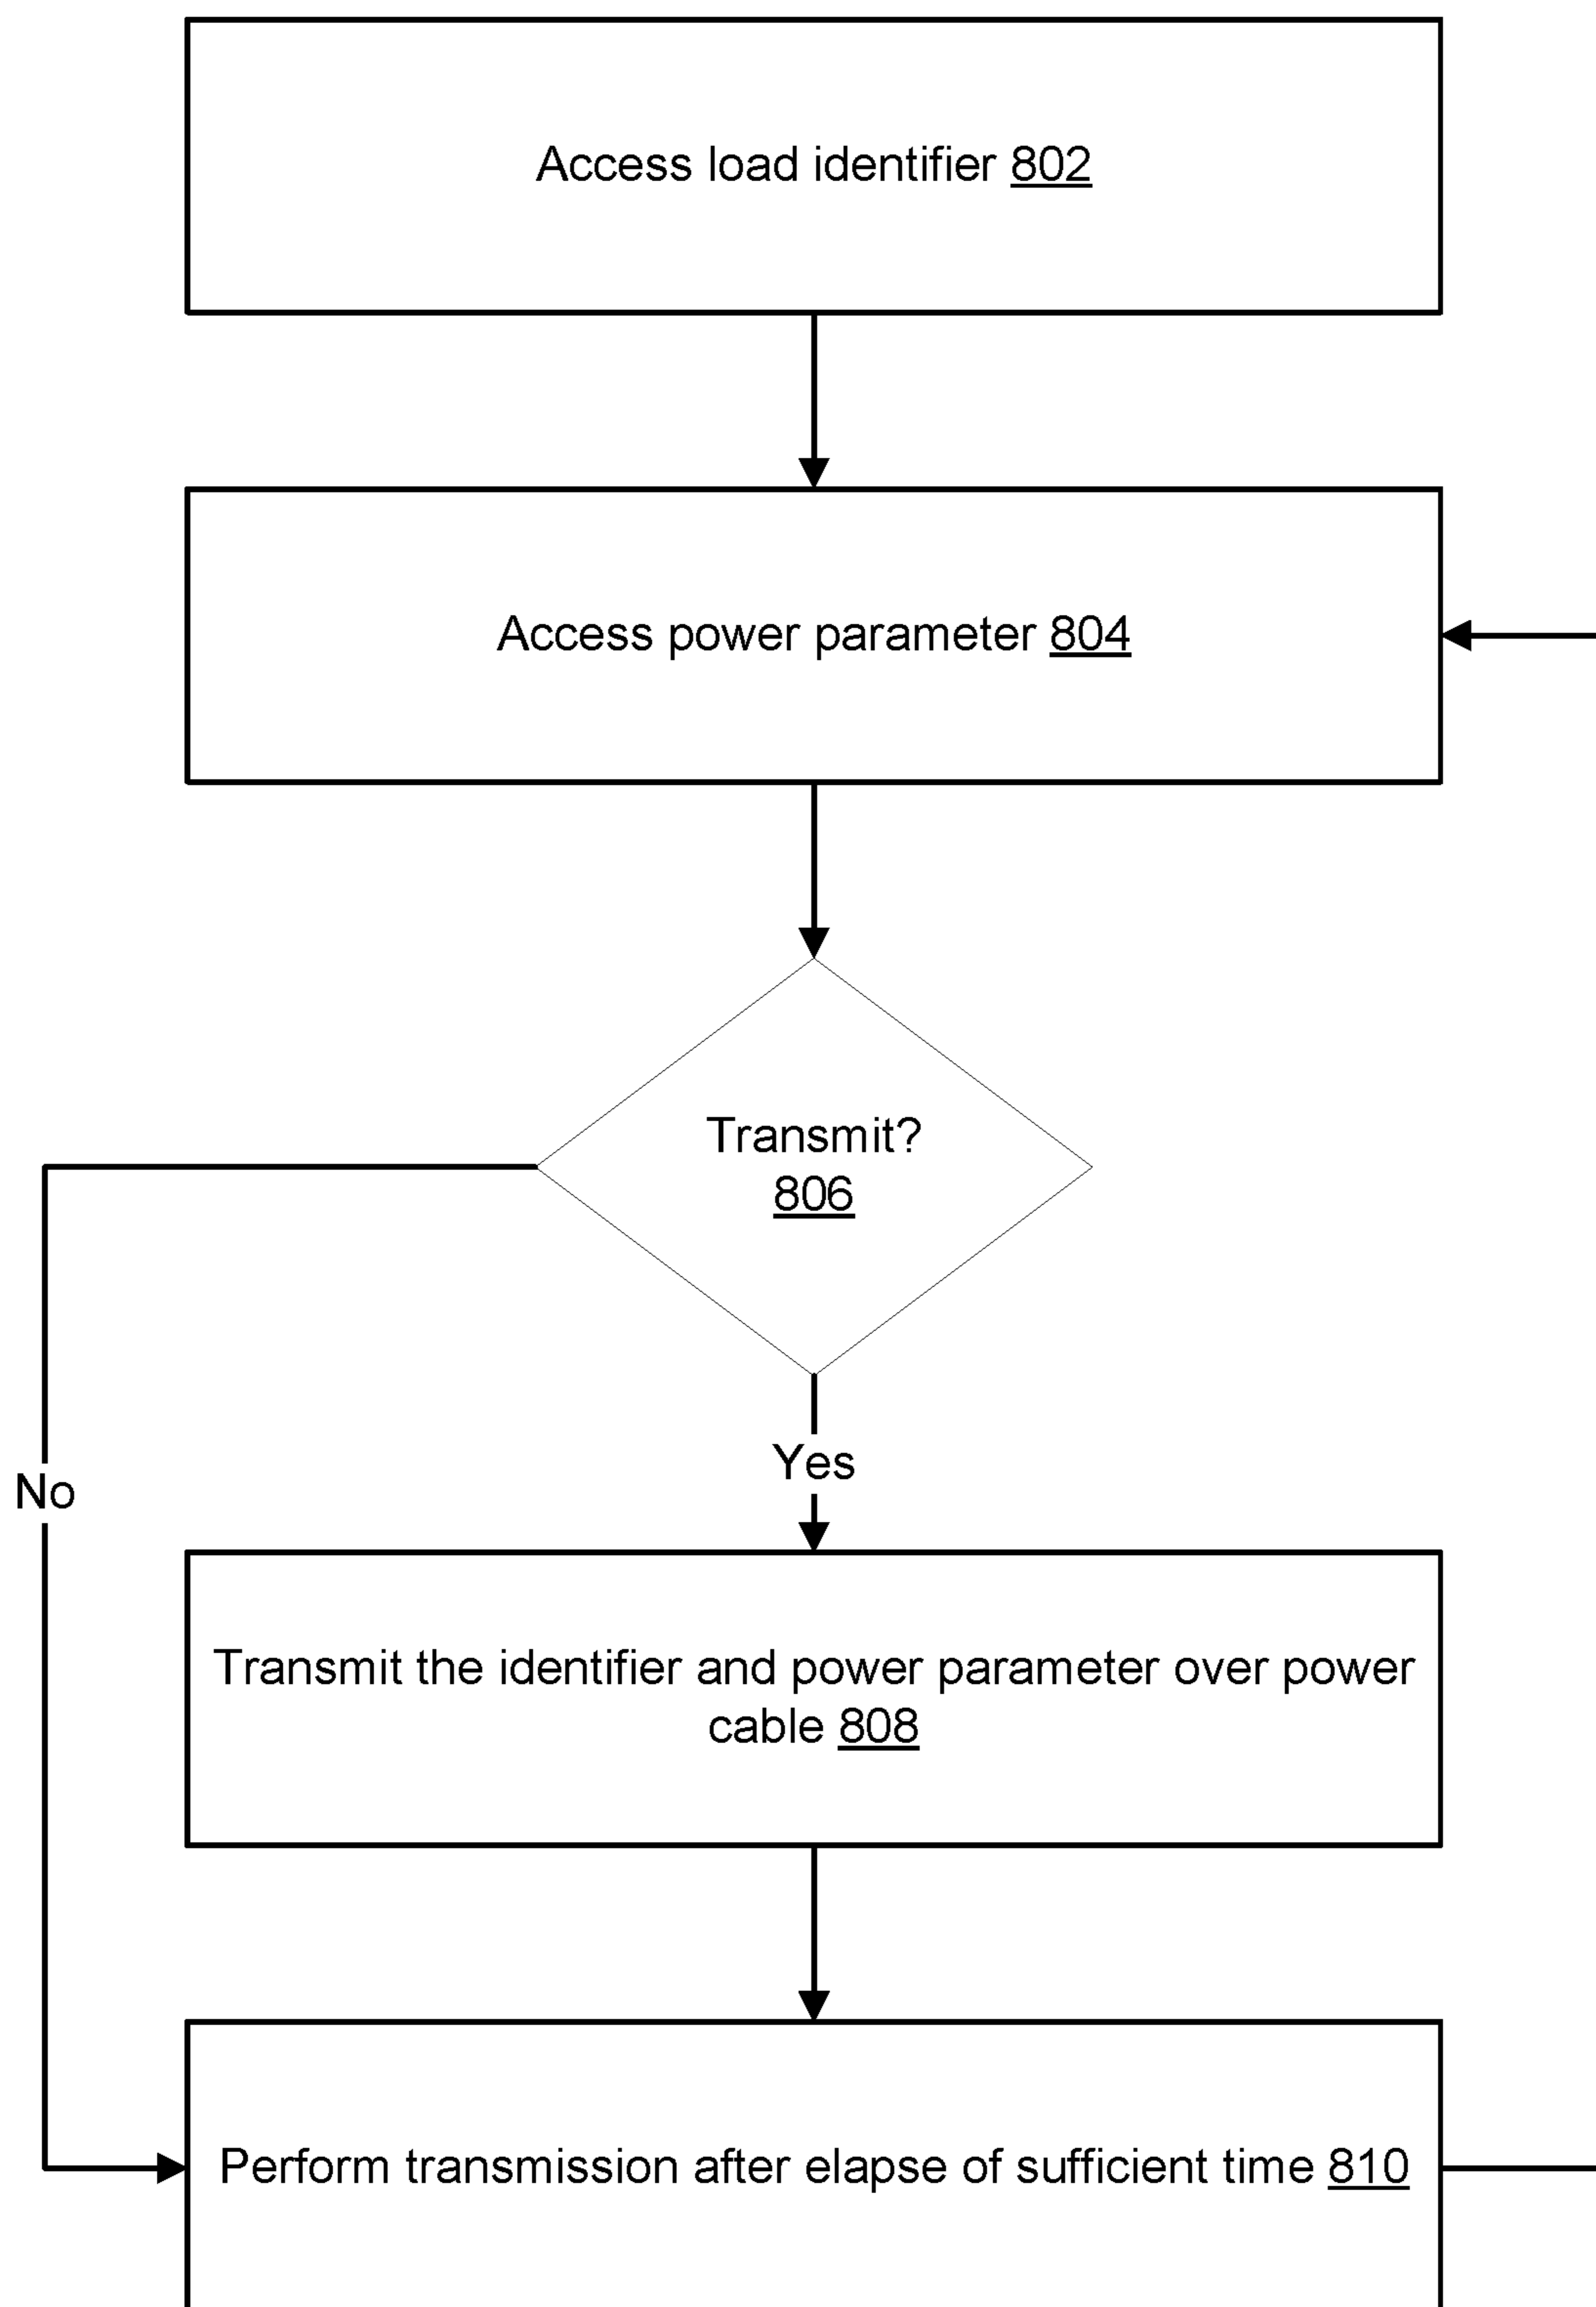 Access load identifier 802
Access power parameter 804
Transmit?
806
Yes
No
Transmit the identifier and power parameter over power
cable 808
Perform transmission after elapse of sufficient time 810